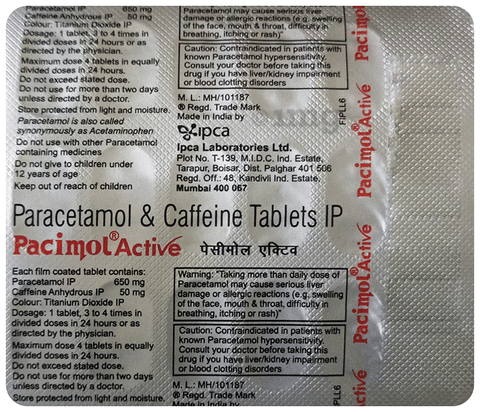 Paracetamol IP 650 mg
Caffeine Anhydrous IP 50 mg
Colour: Titanium Dioxide IP
Dosage: 1 tablet, 3 to 4 times in
divided doses in 24 hours or as
directed by the physician.
Maximum dose 4 tablets in equally
divided doses in 24 hours.
Do not exceed stated dose.
Do not use for more than two days
unless directed by a doctor.
Store protected from light and moisture.
Paracetamol is also called
synonymously as Acetaminophen
Do not use with other Paracetamol
containing medicines
Do not give to children under
12 years of age
Keep out of reach of children
Paracetamol may cause serious liver
damage or allergic reactions (e.g. swelling
of the face, mouth & throat, difficulty in
breathing, itching or rash)"
Caution: Contraindicated in patients with
known Paracetamol hypersensitivity.
Consult your doctor before taking this
drug if you have liver/kidney impairment
or blood clotting disorders
M. L.: MH/101187
® Regd. Trade Mark
Made in India by
ipca
Ipca Laboratories Ltd.
Plot No. T-139, M.I.D.C. Ind. Estate,
Tarapur, Boisar, Dist. Palghar 401 506
Regd. Off.: 48, Kandivli Ind. Estate,
Mumbai 400 067
FIPLL6
Pacimol® Active
Paracetamol & Caffeine Tablets IP
Pacimol® Active पेसीमोल एक्टिव
Each film coated tablet contains:
Paracetamol IP 650 mg
Caffeine Anhydrous IP 50 mg
Colour: Titanium Dioxide IP
Dosage: 1 tablet, 3 to 4 times in
divided doses in 24 hours or as
directed by the physician.
Maximum dose 4 tablets in equally
divided doses in 24 hours.
Do not exceed stated dose.
Do not use for more than two days
unless directed by a doctor.
Store protected from light and moisture.
Warning: "Taking more than daily dose of
Paracetamol may cause serious liver
damage or allergic reactions (e.g. swelling
of the face, mouth & throat, difficulty in
breathing, itching or rash)"
Caution: Contraindicated in patients with
known Paracetamol hypersensitivity.
Consult your doctor before taking this
drug if you have liver/kidney impairment
or blood clotting disorders
M. L.: MH/101187
® Regd. Trade Mark
Made in India by
PLL6
Pacimol® Active
ctive